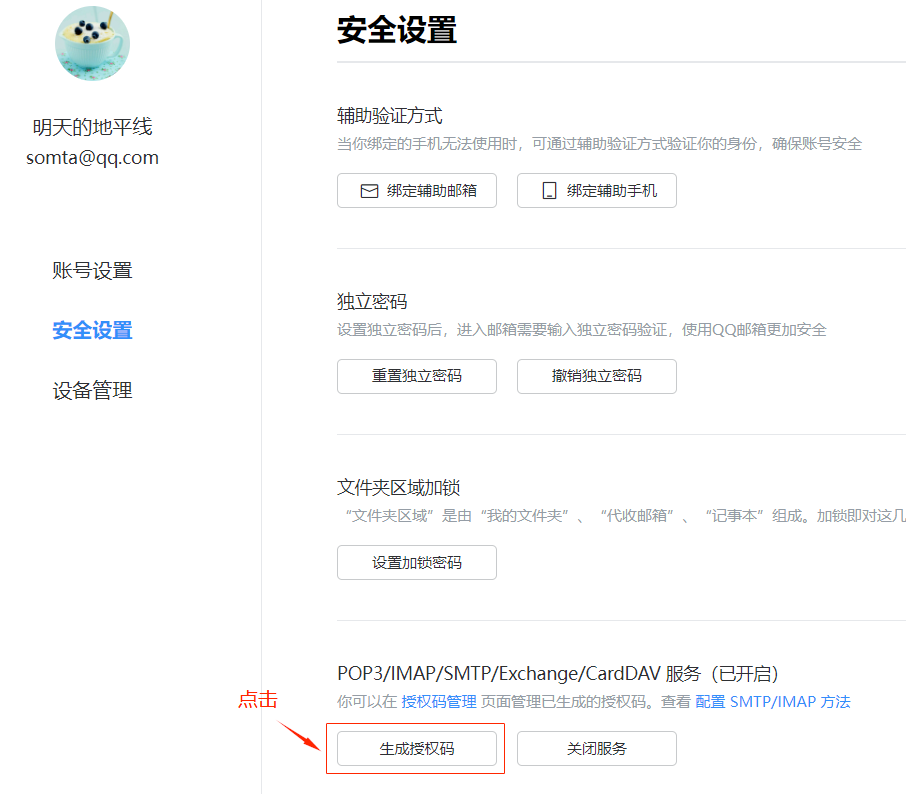 明天的地平线
somta@qq.com
账号设置
安全设置
设备管理
安全设置
辅助验证方式
当你绑定的手机无法使用时，可通过辅助验证方式验证你的身份，确保账号安全
绑定辅助邮箱 绑定辅助手机
独立密码
设置独立密码后，进入邮箱需要输入独立密码验证，使用QQ邮箱更加安全
重置独立密码 撤销独立密码
文件夹区域加锁
“文件夹区域”是由“我的文件夹”、“代收邮箱”、“记事本”组成。加锁即对这几
设置加锁密码
POP3/IMAP/SMTP/Exchange/CardDAV 服务（已开启）
你可以在 授权码管理 页面管理已生成的授权码。查看 配置 SMTP/IMAP 方法
点击
生成授权码 关闭服务